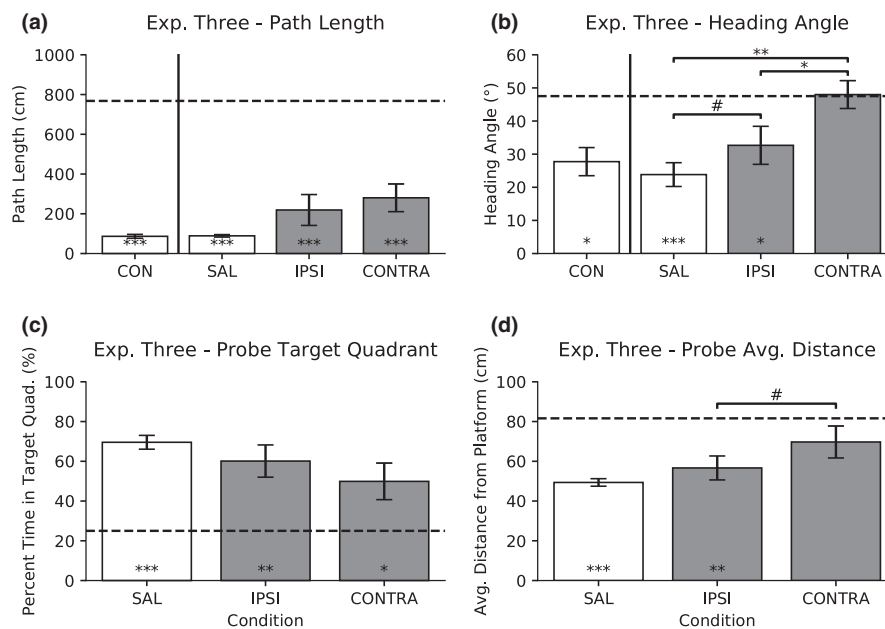 (a)
Exp. Three - Path Length
Path Length (cm)
1000
800
600
400
200
0
***
***
***
***
CON
SAL
IPSI
CONTRA
(b)
Exp. Three - Heading Angle
Heading Angle (°)
60
50
40
30
20
10
0
**
*
#
*
***
*
CON
SAL
IPSI
CONTRA
(c)
Exp. Three - Probe Target Quadrant
Percent Time in Target Quad. (%)
100
80
60
40
20
0
***
**
*
SAL
IPSI
CONTRA
Condition
(d)
Exp. Three - Probe Avg. Distance
Avg. Distance from Platform (cm)
100
80
60
40
20
0
#
***
**
SAL
IPSI
CONTRA
Condition